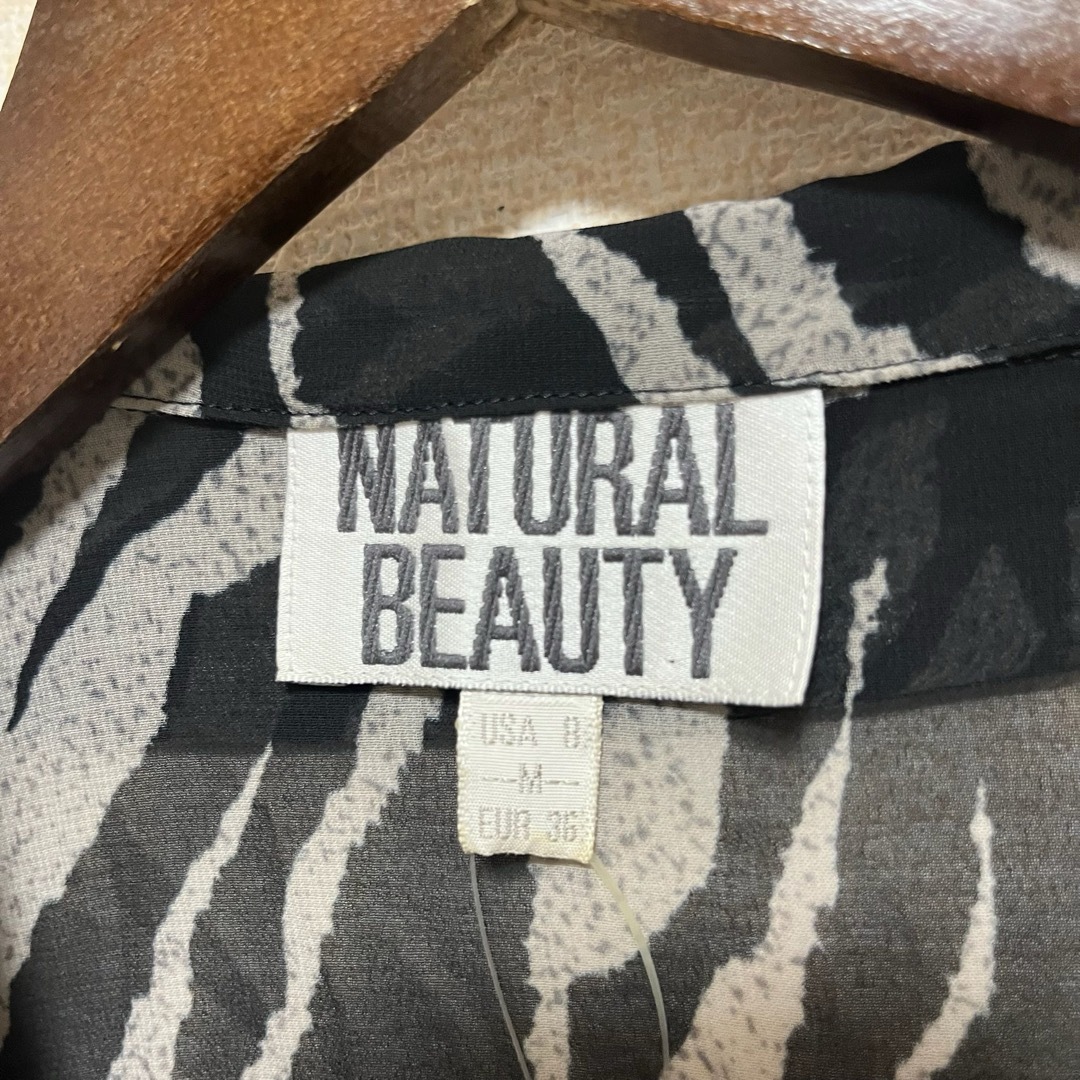 NATURAL
BEAUTY
USA 8
—M—
EUR 36